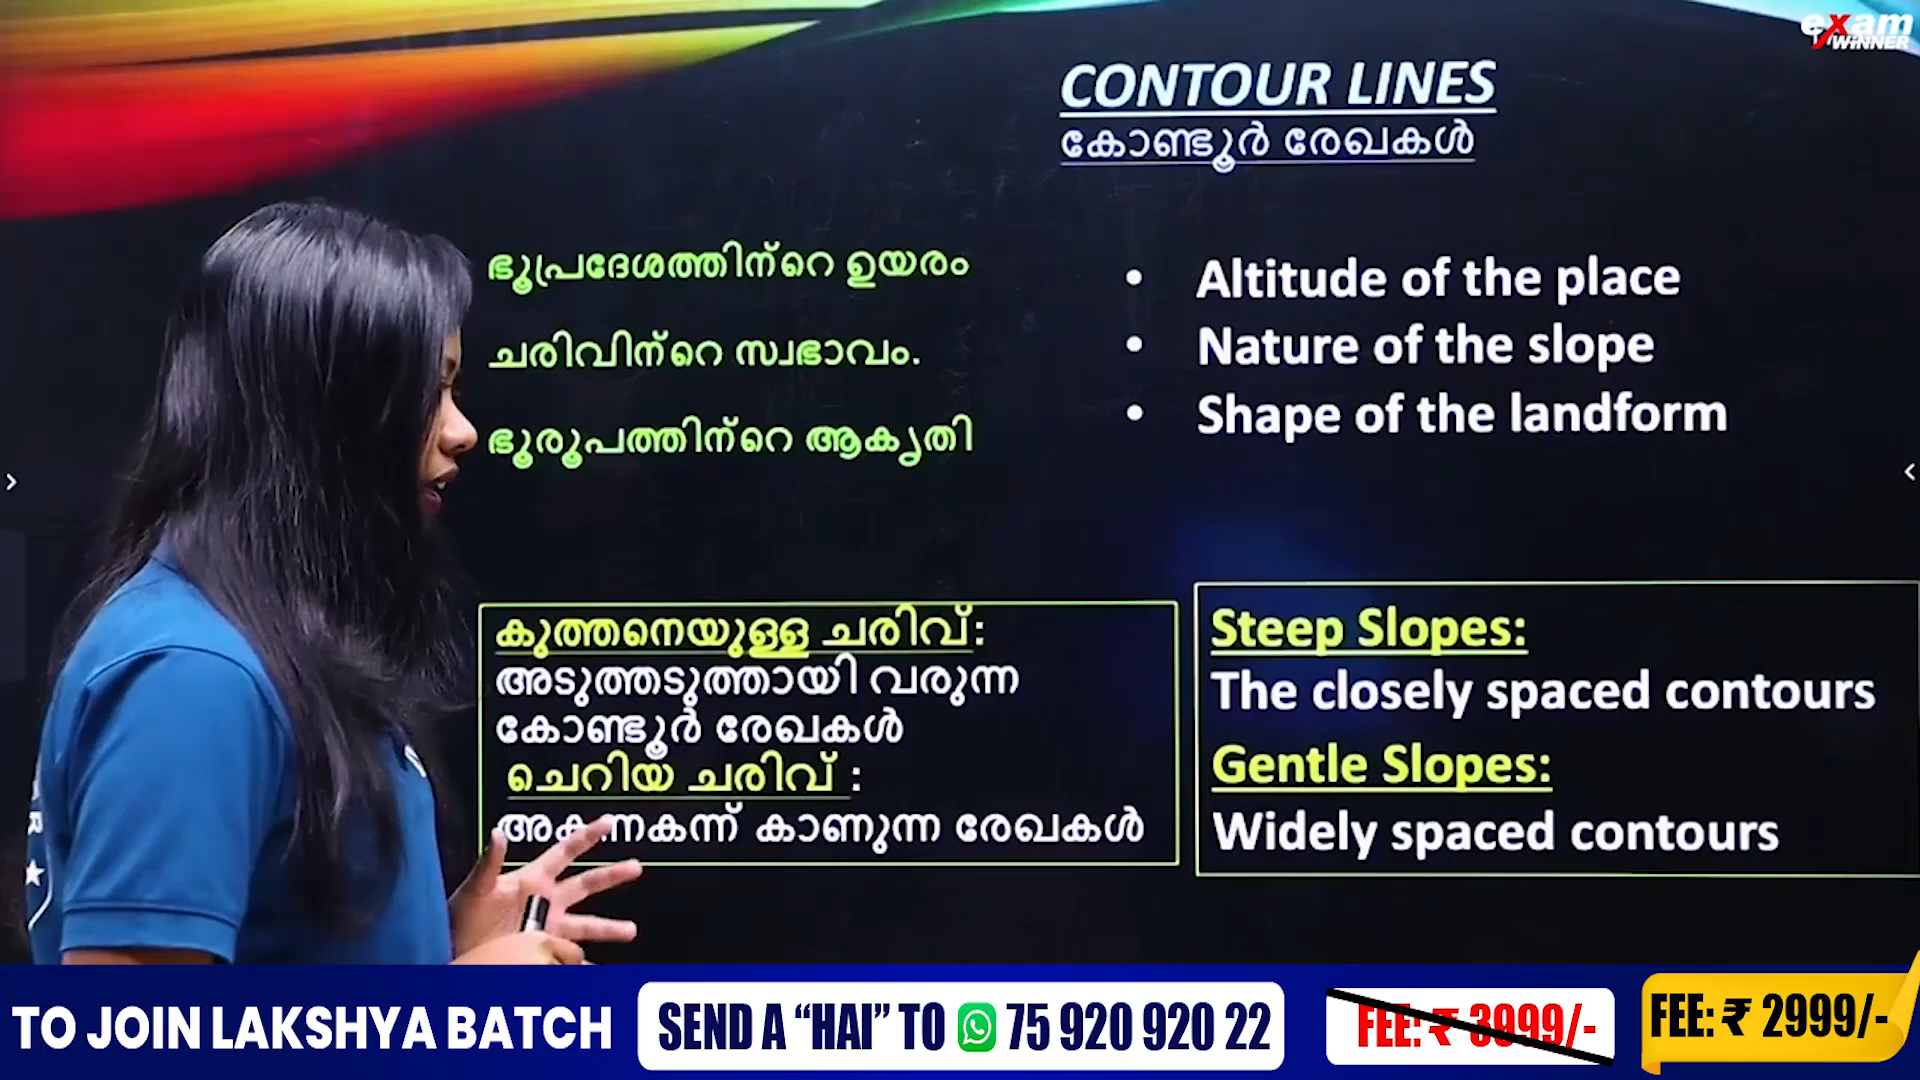 exam
WINNER
CONTOUR LINES
കോണ്ടൂർ രേഖകൾ
ഭൂപ്രദേശത്തിന്റെ ഉയരം
ചരിവിന്റെ സ്വഭാവം.
ഭൂരൂപത്തിന്റെ ആകൃതി
• Altitude of the place
• Nature of the slope
• Shape of the landform
കുത്തനെയുള്ള ചരിവ്:
അടുത്തടുത്തായി വരുന്ന
കോണ്ടൂർ രേഖകൾ
ചെറിയ ചരിവ് :
കാണുന്ന രേഖകൾ
Steep Slopes:
The closely spaced contours
Gentle Slopes:
Widely spaced contours
TO JOIN LAKSHYA BATCH
SEND A “HAI” TO 75 920 920 22
FEE: ₹ 3999/-
FEE: ₹ 2999/-